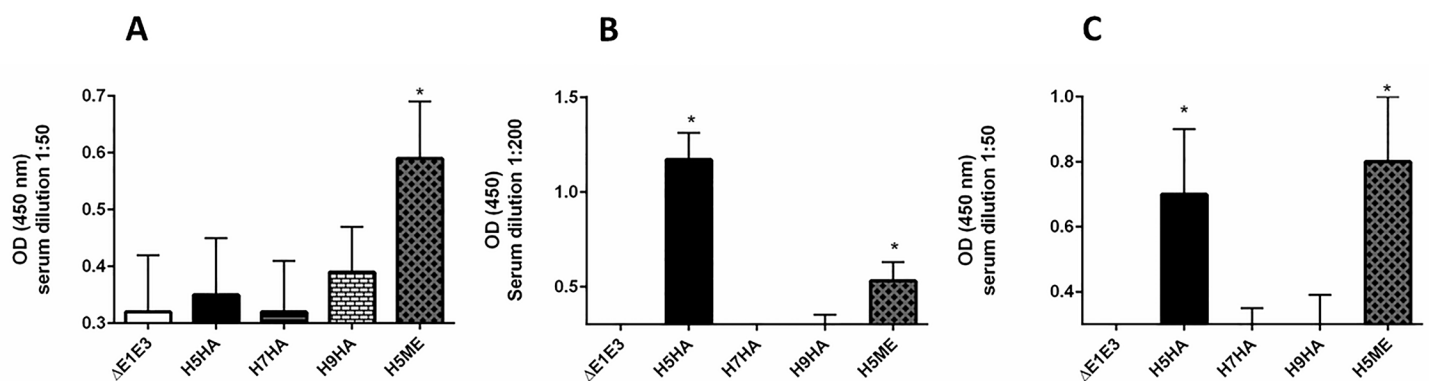 A
B
C
OD (450 nm)
serum dilution 1:50
0.7
0.6
0.5
0.4
0.3
*
ΔE1E3
H5HA
H7HA
H9HA
H5ME
OD (450)
Serum dilution 1:200
1.5
1.0
0.5
*
*
ΔE1E3
H5HA
H7HA
H9HA
H5ME
OD (450 nm)
serum dilution 1:50
1.0
0.8
0.6
0.4
*
*
ΔE1E3
H5HA
H7HA
H9HA
H5ME